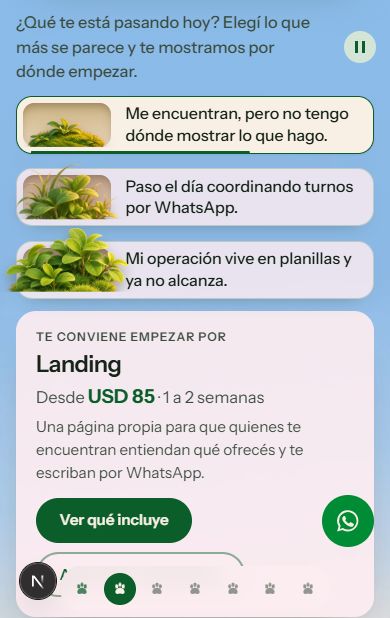 ¿Qué te está pasando hoy? Elegí lo que
más se parece y te mostramos por
dónde empezar.
Me encuentran, pero no tengo
dónde mostrar lo que hago.
Paso el día coordinando turnos
por WhatsApp.
Mi operación vive en planillas y
ya no alcanza.
TE CONVIENE EMPEZAR POR
Landing
Desde USD 85 · 1 a 2 semanas
Una página propia para que quienes te
encuentran entiendan qué ofrecés y te
escriban por WhatsApp.
Ver qué incluye
N